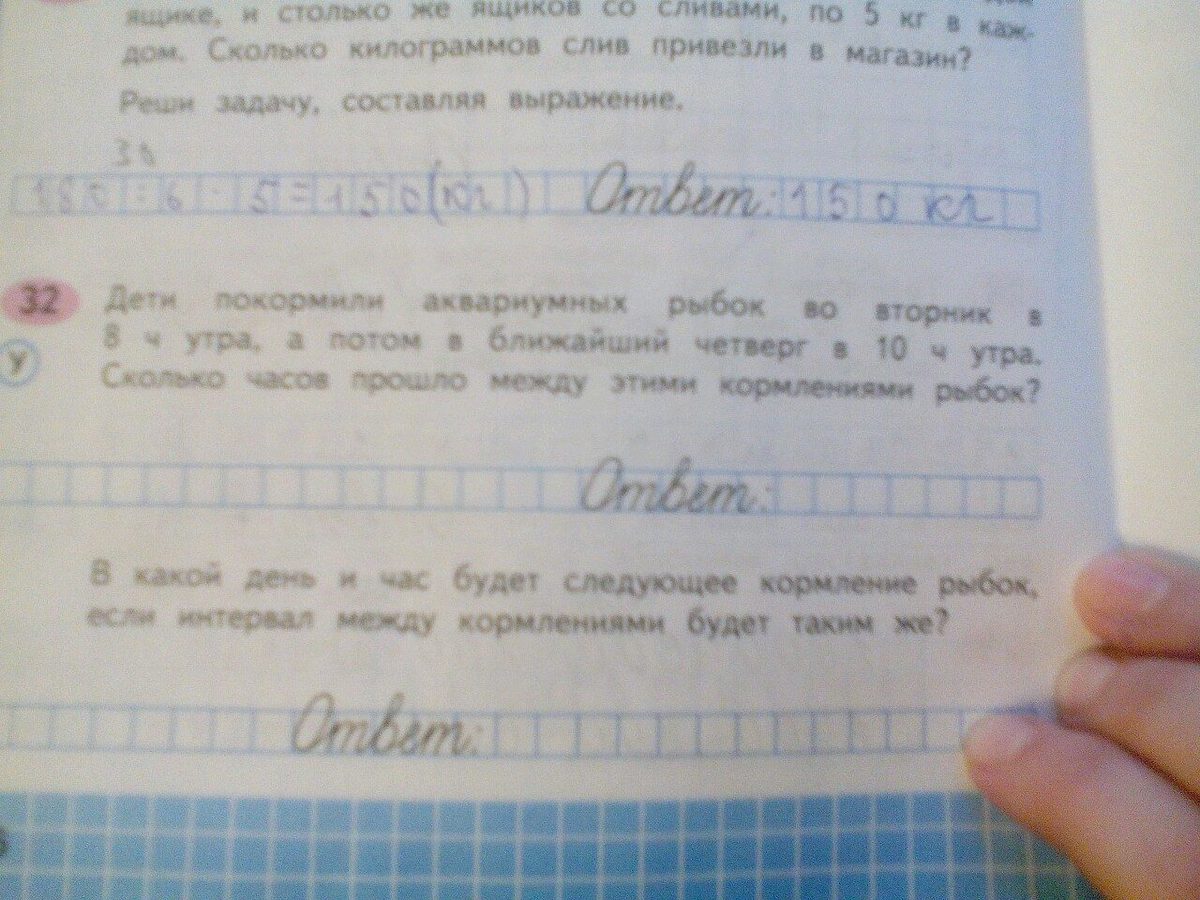 ящике, и столько же ящиков со сливами, по 5 кг в каж-
дом. Сколько килограммов слив привезли в магазин?
Реши задачу, составляя выражение.
180 : 6 · 5 = 150 (кг) Ответ: 150 кг
32 Дети покормили аквариумных рыбок во вторник в
8 ч утра, а потом в ближайший четверг в 10 ч утра.
У
Сколько часов прошло между этими кормлениями рыбок?
Ответ:
В какой день и час будет следующее кормление рыбок,
если интервал между кормлениями будет таким же?
Ответ: